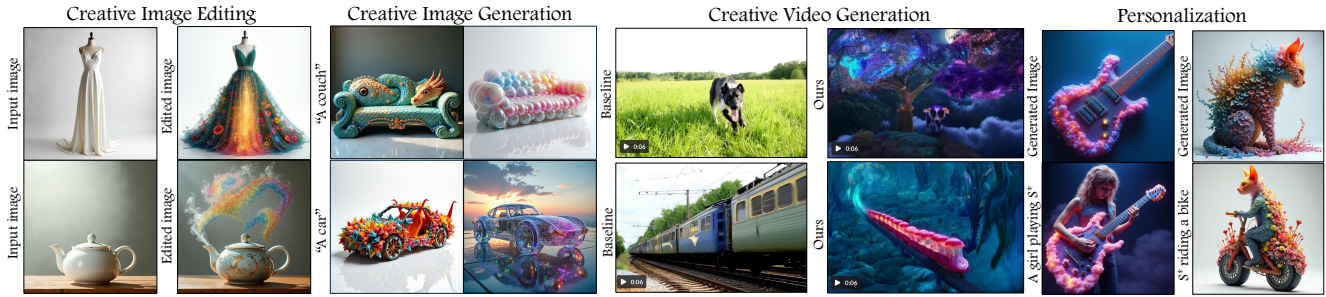 Creative Image Editing
Creative Image Generation
Creative Video Generation
Personalization
Input image
Edited image
"A couch"
Baseline
0:06
Ours
0:06
Generated Image
Generated Image
Input image
Edited image
"A car"
Baseline
0:06
Ours
0:06
A girl playing S*
S* riding a bike